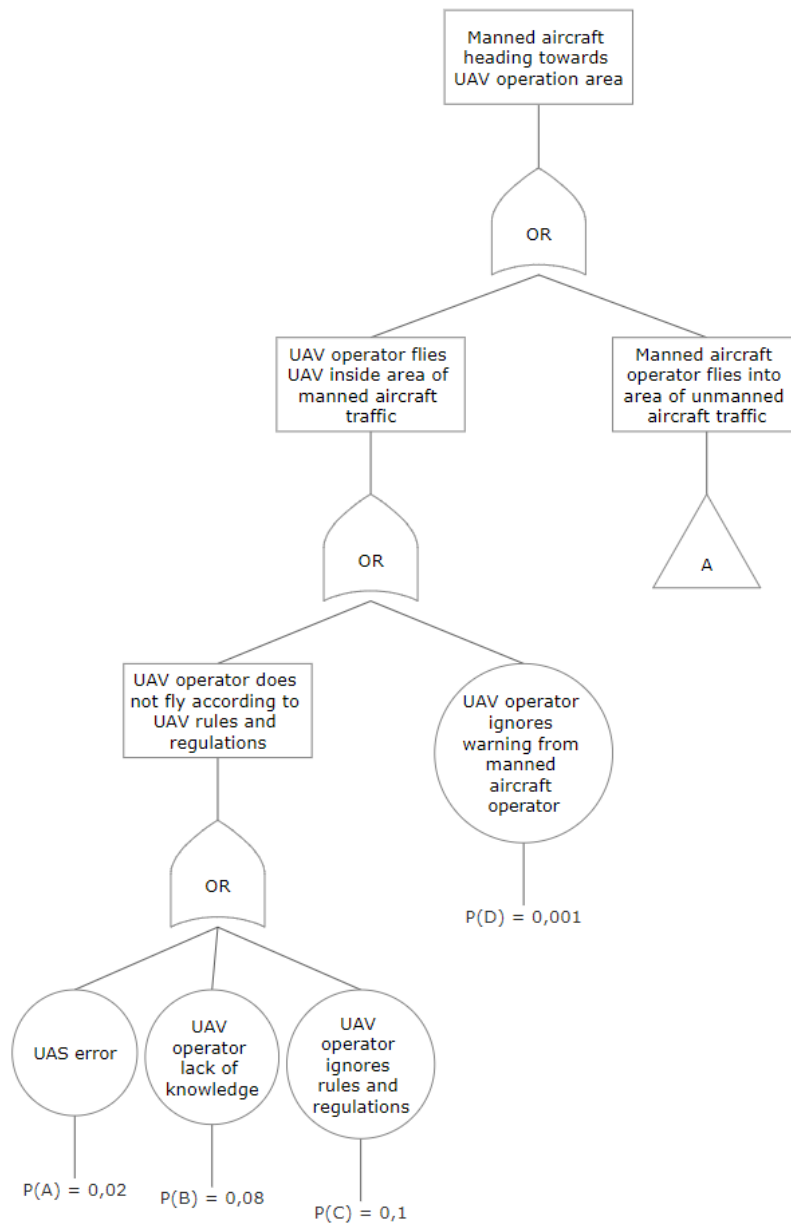 Manned aircraft
heading towards
UAV operation area
OR
UAV operator flies
UAV inside area of
manned aircraft
traffic
Manned aircraft
operator flies into
area of unmanned
aircraft traffic
OR
A
UAV operator does
not fly according to
UAV rules and
regulations
UAV operator
ignores
warning from
manned
aircraft
operator
OR
P(D) = 0,001
UAS error
UAV
operator
lack of
knowledge
UAV
operator
ignores
rules and
regulations
P(A) = 0,02
P(B) = 0,08
P(C) = 0,1